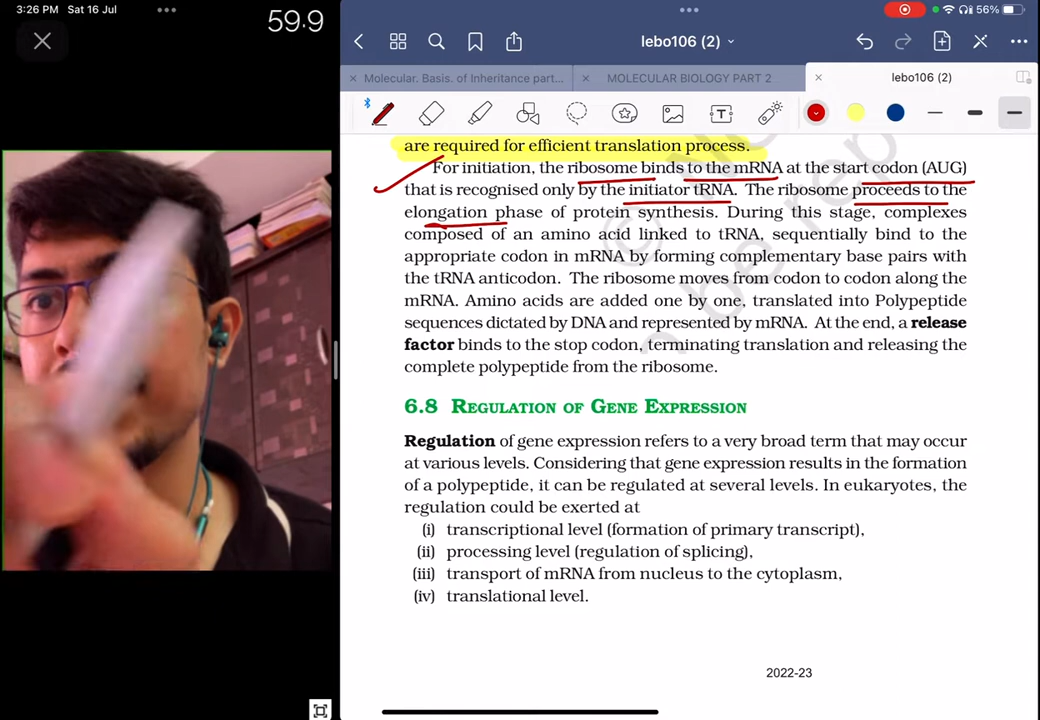 3:26 PM Sat 16 Jul
59.9
56%
lebo106 (2)
Molecular. Basis. of Inheritance part...
MOLECULAR BIOLOGY PART 2
lebo106 (2)
are required for efficient translation process.
For initiation, the ribosome binds to the mRNA at the start codon (AUG)
that is recognised only by the initiator tRNA. The ribosome proceeds to the
elongation phase of protein synthesis. During this stage, complexes
composed of an amino acid linked to tRNA, sequentially bind to the
appropriate codon in mRNA by forming complementary base pairs with
the tRNA anticodon. The ribosome moves from codon to codon along the
mRNA. Amino acids are added one by one, translated into Polypeptide
sequences dictated by DNA and represented by mRNA. At the end, a release
factor binds to the stop codon, terminating translation and releasing the
complete polypeptide from the ribosome.
6.8 REGULATION OF GENE EXPRESSION
Regulation of gene expression refers to a very broad term that may occur
at various levels. Considering that gene expression results in the formation
of a polypeptide, it can be regulated at several levels. In eukaryotes, the
regulation could be exerted at
(i) transcriptional level (formation of primary transcript),
(ii) processing level (regulation of splicing),
(iii) transport of mRNA from nucleus to the cytoplasm,
(iv) translational level.
2022-23